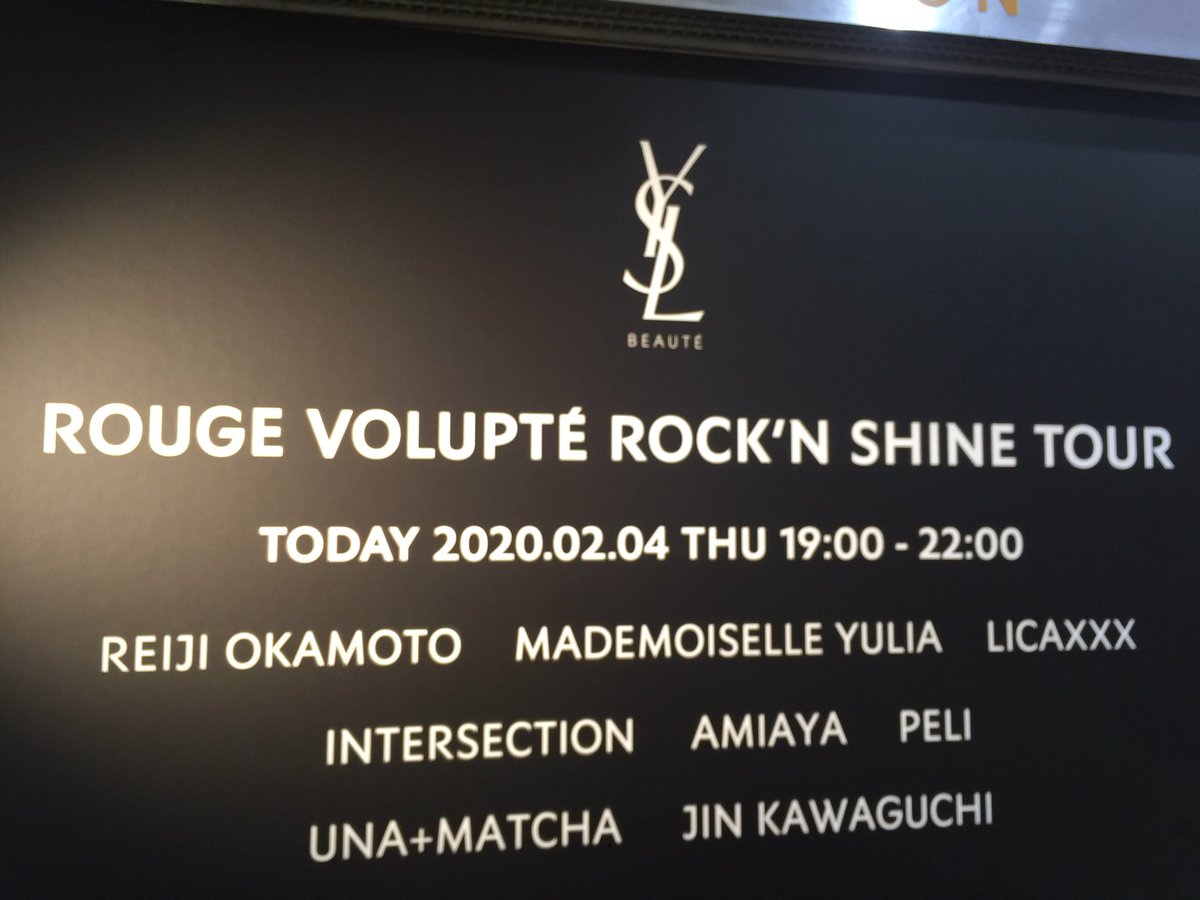 ON
YSL
BEAUTÉ
ROUGE VOLUPTÉ ROCK'N SHINE TOUR
TODAY 2020.02.04 THU 19:00 - 22:00
REIJI OKAMOTO MADEMOISELLE YULIA LICAXXX
INTERSECTION AMIAYA PELI
UNA+MATCHA JIN KAWAGUCHI